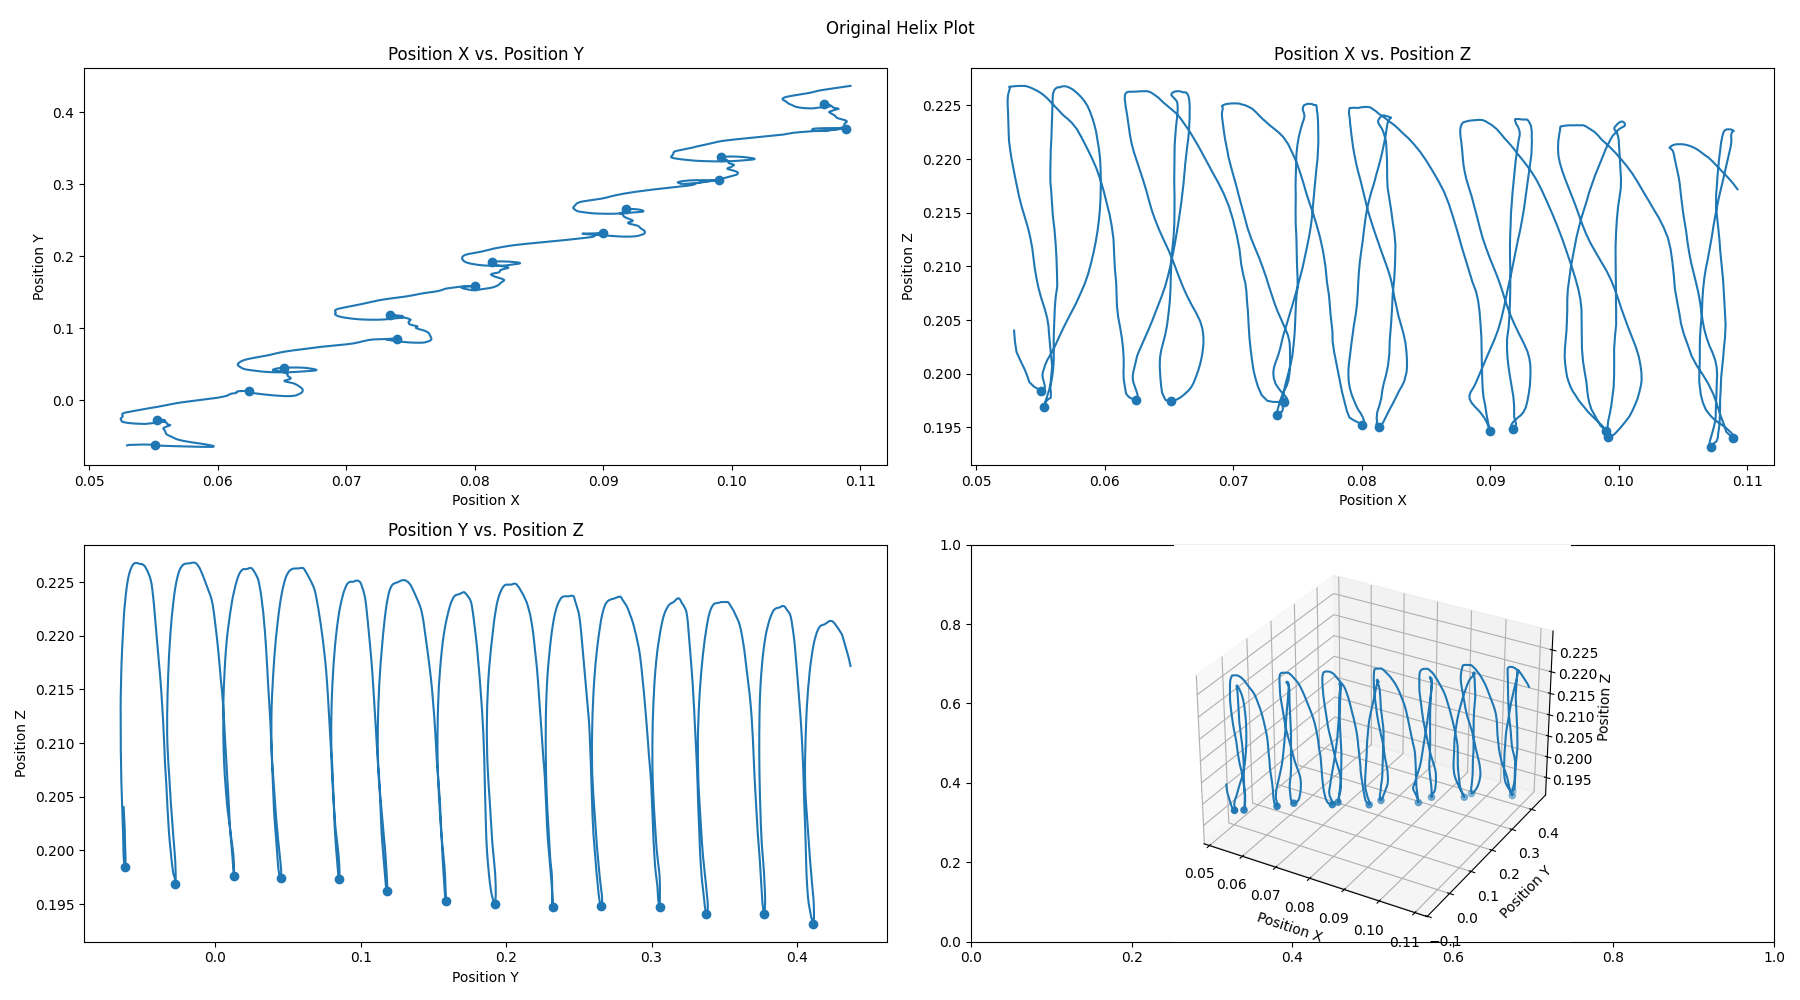 Original Helix Plot
Position X vs. Position Y
0.4
0.3
0.2
0.1
0.0
Position Y
0.05 0.06 0.07 0.08 0.09 0.10 0.11
Position X
Position X vs. Position Z
0.225
0.220
0.215
0.210
0.205
0.200
0.195
Position Z
0.05 0.06 0.07 0.08 0.09 0.10 0.11
Position X
Position Y vs. Position Z
0.225
0.220
0.215
0.210
0.205
0.200
0.195
Position Z
0.0 0.1 0.2 0.3 0.4
Position Y
1.0
0.8
0.6
0.4
0.2
0.0
0.0 0.2 0.4 0.6 0.8 1.0
0.225
0.220
0.215
0.210
0.205
0.200
0.195
Position Z
0.4
0.3
0.2
0.1
0.0
−0.1
Position Y
0.05
0.06
0.07
0.08
0.09
0.10
0.11
Position X